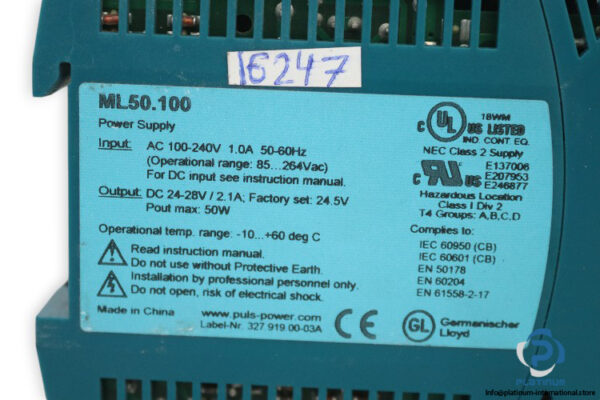 16247
ML50.100
Power Supply
Input: AC 100-240V 1.0A 50-60Hz
(Operational range: 85...264Vac)
For DC input see instruction manual.
Output: DC 24-28V / 2.1A; Factory set: 24.5V
Pout max: 50W
Operational temp. range: -10...+60 deg C
Read instruction manual.
Do not use without Protective Earth.
Installation by professional personnel only.
Do not open, risk of electrical shock.
Made in China
www.puls-power.com
Label-Nr. 327.919.00-03A
CE
18WM
c UL US LISTED
IND. CONT. EQ.
NEC Class 2 Supply
c UR US
E137006
E207953
E246877
Hazardous Location
Class I Div 2
T4 Groups: A,B,C,D
Complies to:
IEC 60950 (CB)
IEC 60601 (CB)
EN 50178
EN 60204
EN 61558-2-17
GL Germanischer
Lloyd
PLATINUM
info@platinum-international.store